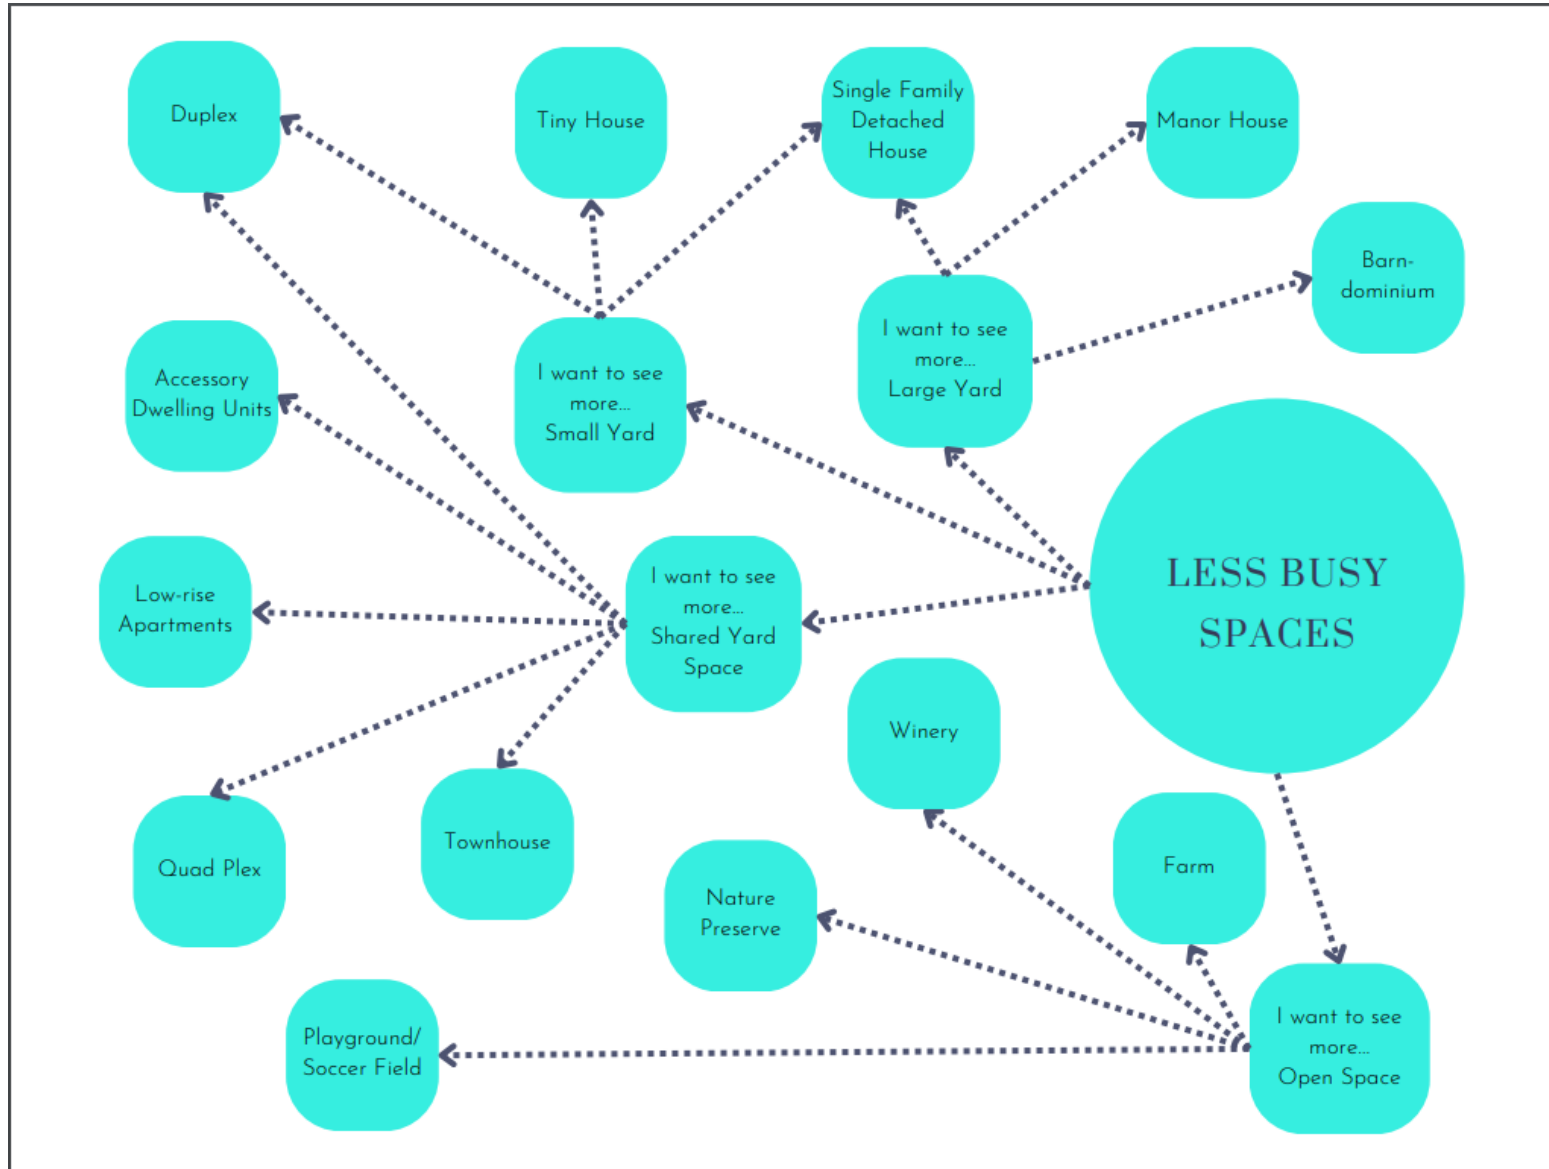 Duplex
Tiny House
Single Family
Detached
House
Manor House
Barn-
dominium
Accessory
Dwelling Units
I want to see
more...
Small Yard
I want to see
more...
Large Yard
Low-rise
Apartments
I want to see
more...
Shared Yard
Space
LESS BUSY
SPACES
Winery
Quad Plex
Townhouse
Nature
Preserve
Farm
Playground/
Soccer Field
I want to see
more...
Open Space